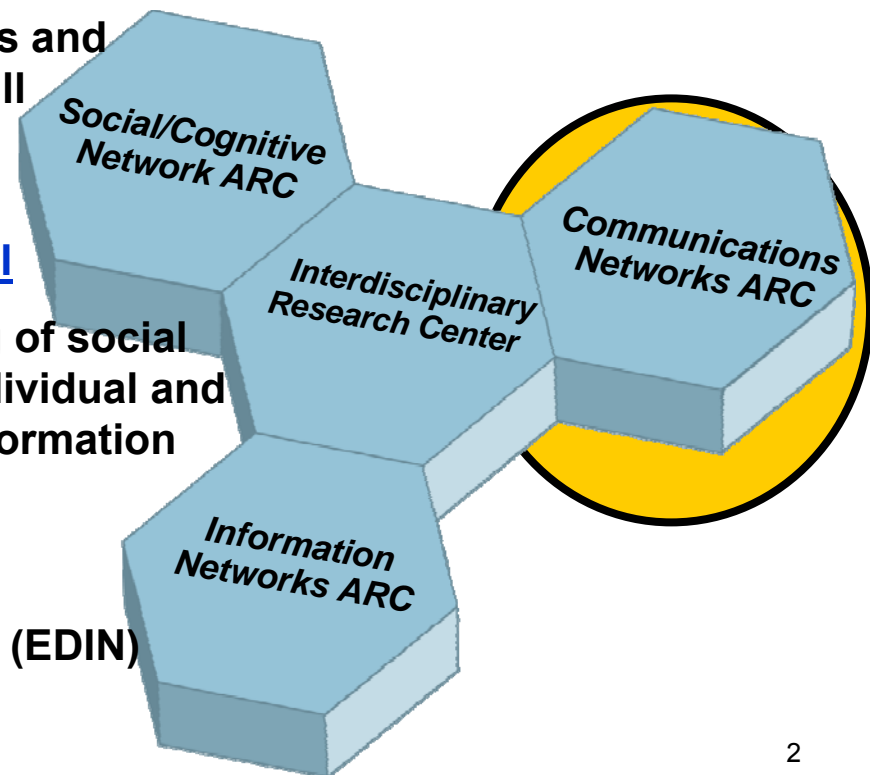 s and
ll
Social/Cognitive
Network ARC
Communications
Networks ARC
l
Interdisciplinary
Research Center
of social
dividual and
formation
Information
Networks ARC
(EDIN)
2